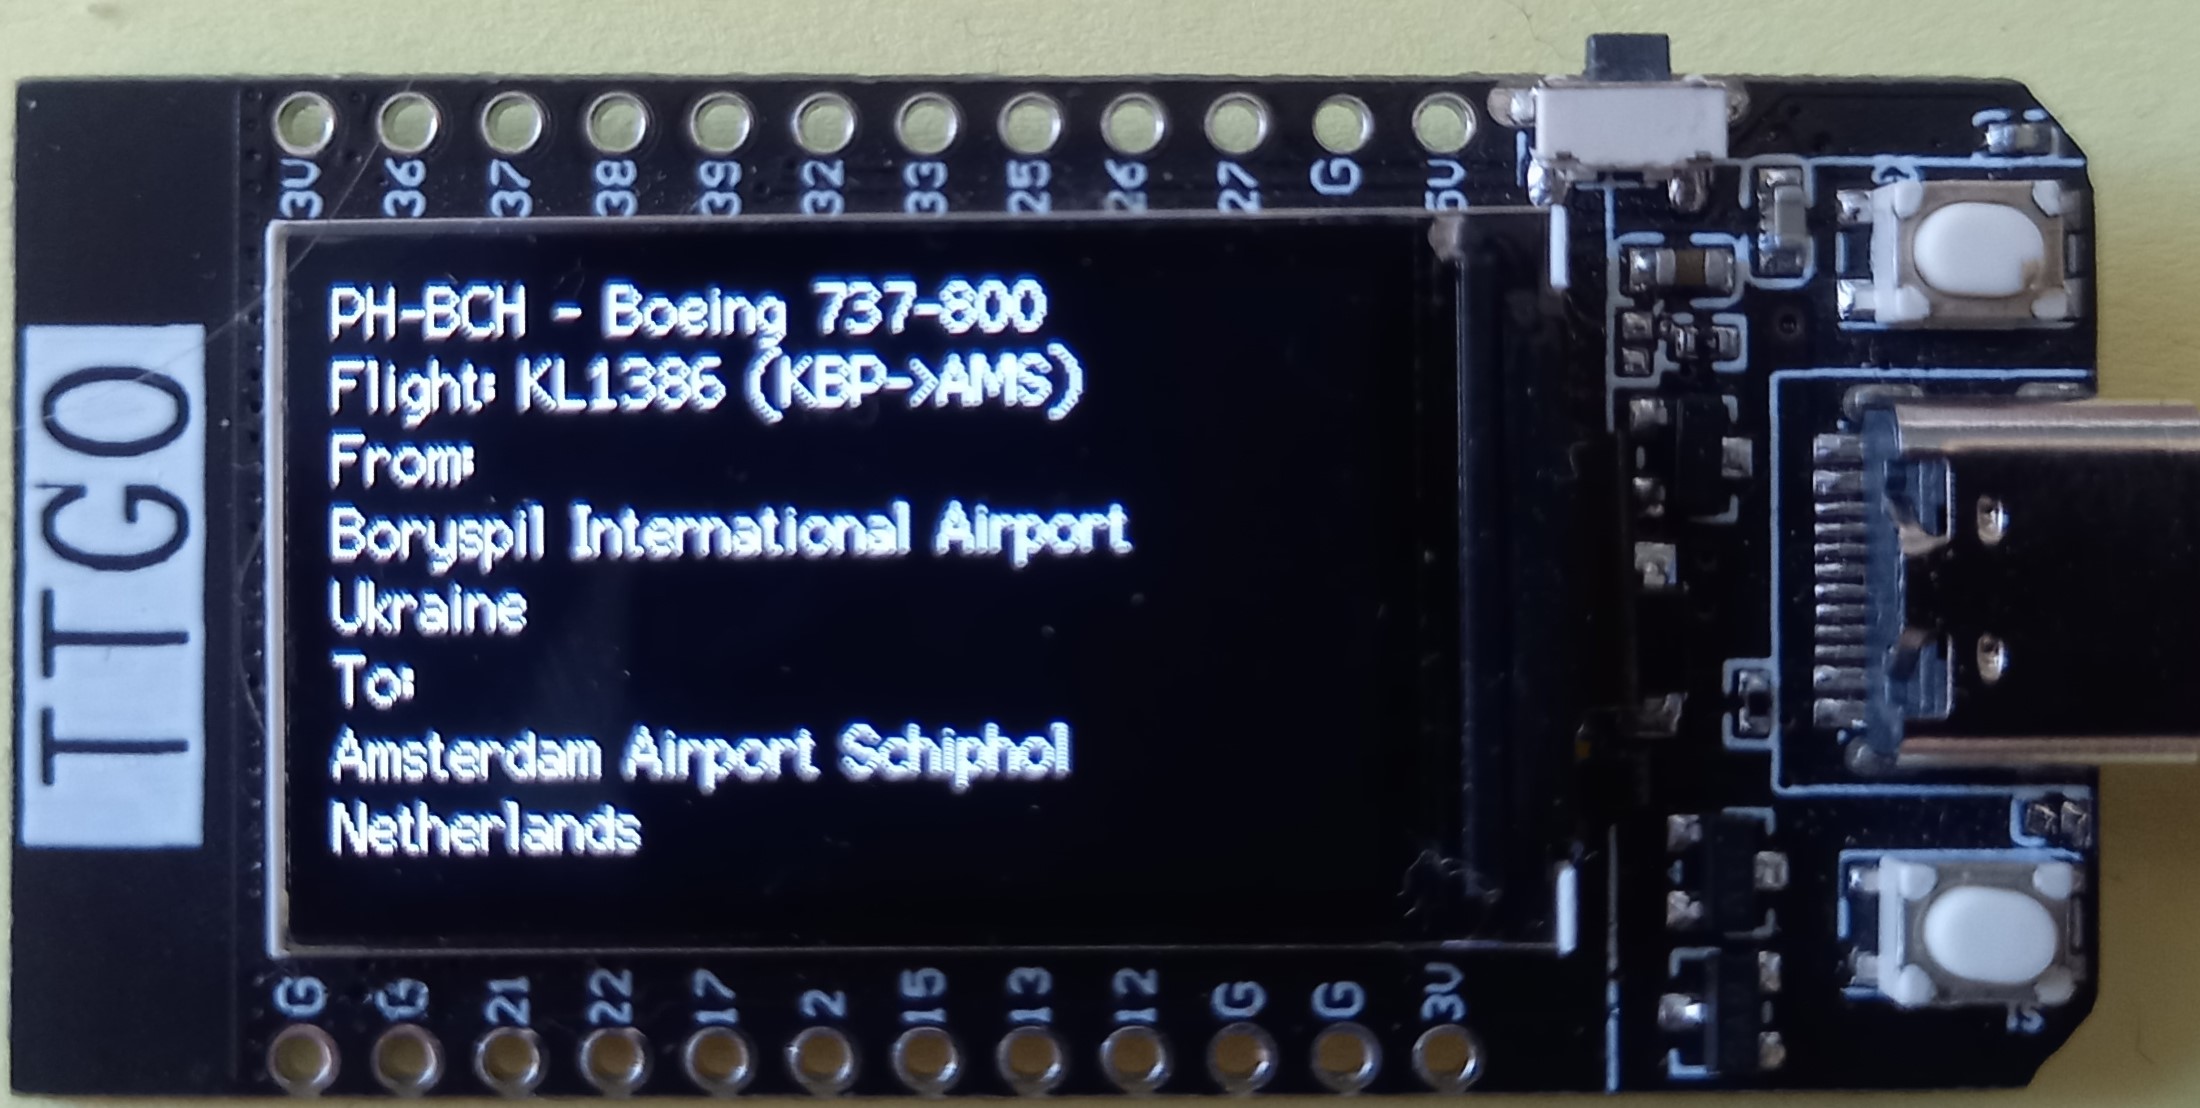 TTGO
3V 36 37 38 39 32 33 25 26 27 G 5V
PH-BCH - Boeing 737-800
Flight: KL1386 (KBP->AMS)
From:
Boryspil International Airport
Ukraine
To:
Amsterdam Airport Schiphol
Netherlands
G 21 22 17 2 15 13 12 G G 3V